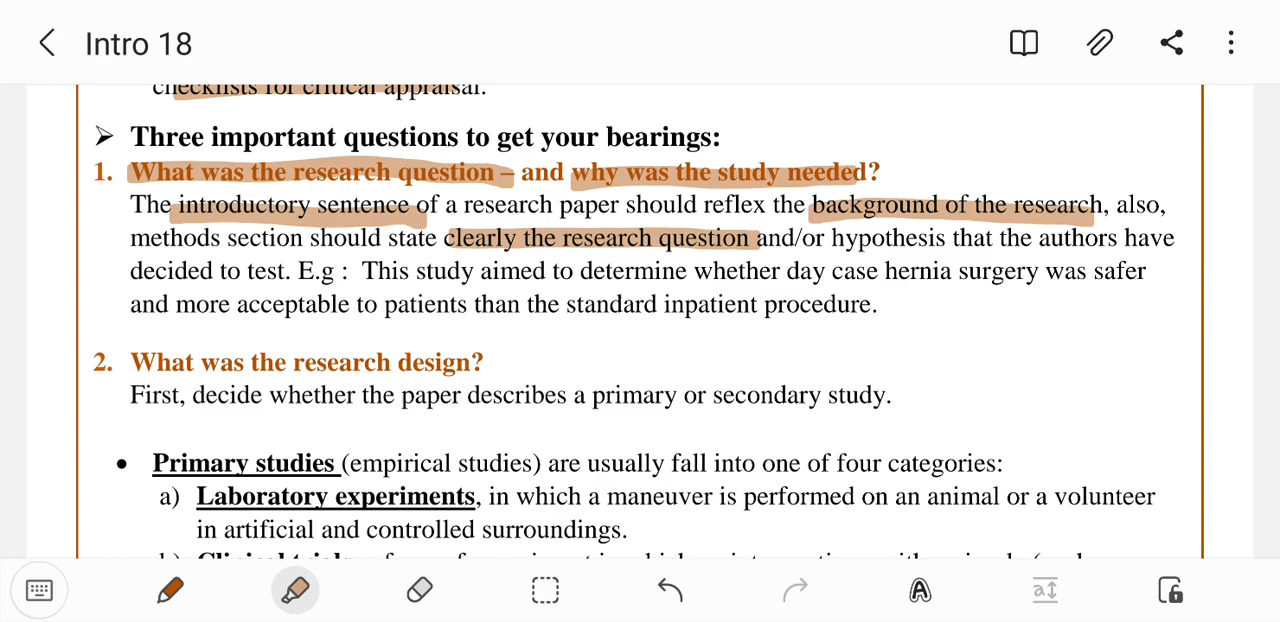 Intro 18
checklists for critical appraisal.
➢ Three important questions to get your bearings:
1. What was the research question – and why was the study needed?
The introductory sentence of a research paper should reflex the background of the research, also,
methods section should state clearly the research question and/or hypothesis that the authors have
decided to test. E.g : This study aimed to determine whether day case hernia surgery was safer
and more acceptable to patients than the standard inpatient procedure.
2. What was the research design?
First, decide whether the paper describes a primary or secondary study.
• Primary studies (empirical studies) are usually fall into one of four categories:
a) Laboratory experiments, in which a maneuver is performed on an animal or a volunteer
in artificial and controlled surroundings.